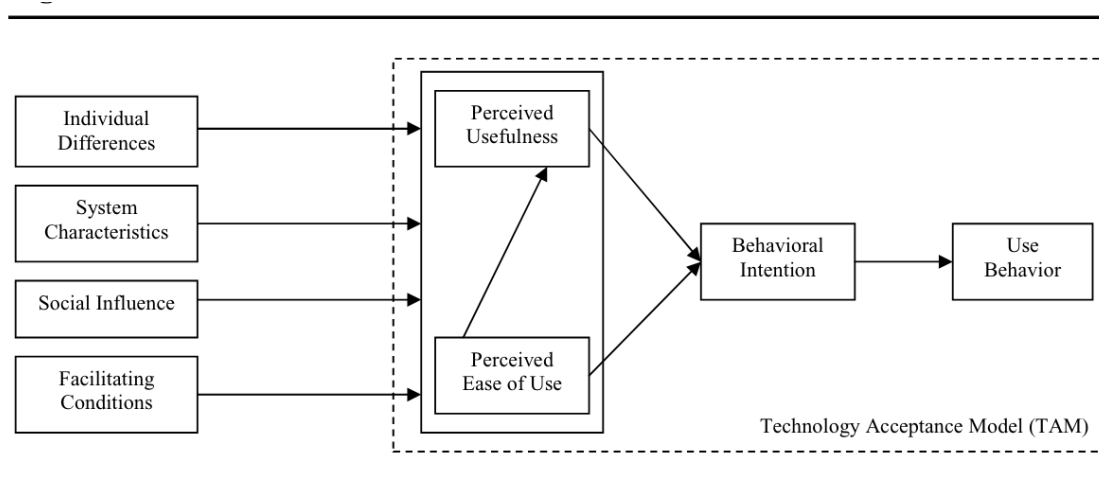 Individual
Differences
System
Characteristics
Social Influence
Facilitating
Conditions
Perceived
Usefulness
Perceived
Ease of Use
Behavioral
Intention
Use
Behavior
Technology Acceptance Model (TAM)